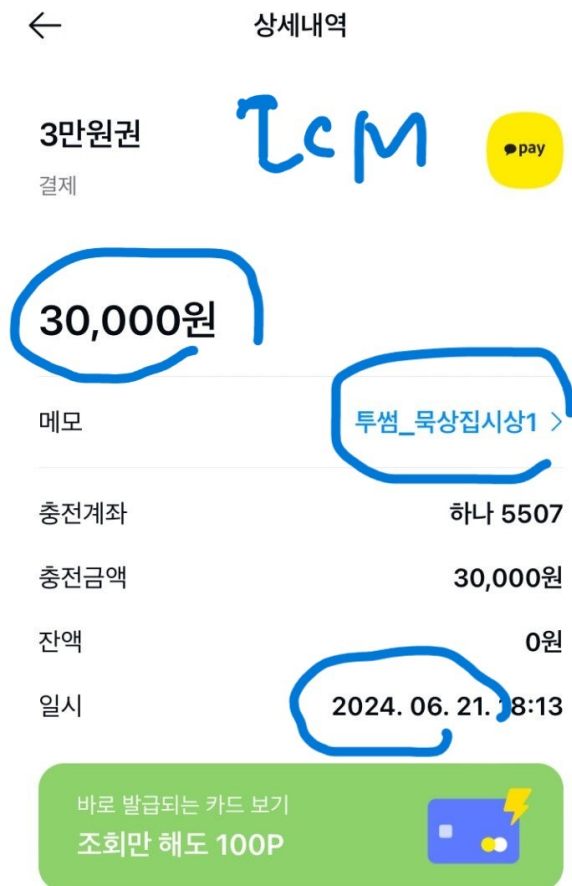 상세내역
3만원권
ICM
pay
결제
30,000원
메모 투썸_묵상집시상1 >
충전계좌 하나 5507
충전금액 30,000원
잔액 0원
일시 2024. 06. 21. 18:13
바로 발급되는 카드 보기
조회만 해도 100P